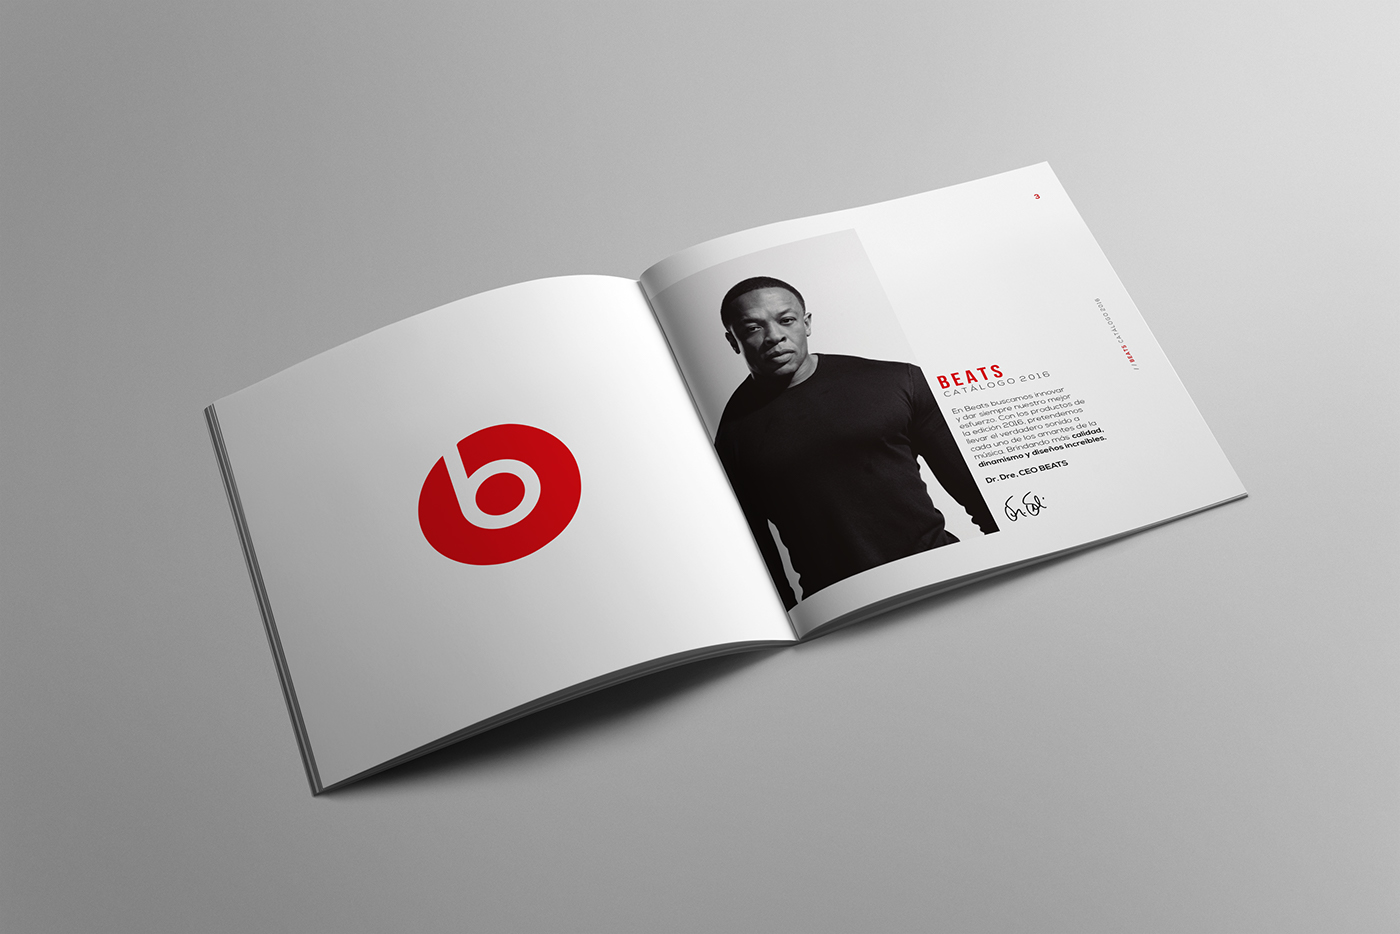 b
3
// BEATS CATÁLOGO 2016
BEATS
CATÁLOGO 2016
En Beats buscamos innovar
y dar siempre nuestro mejor
esfuerzo. Con los productos de
la edición 2016, pretendemos
llevar el verdadero sonido a
cada uno de los amantes de la
música. Brindando más calidad,
dinamismo y diseños increíbles.
Dr. Dre, CEO BEATS